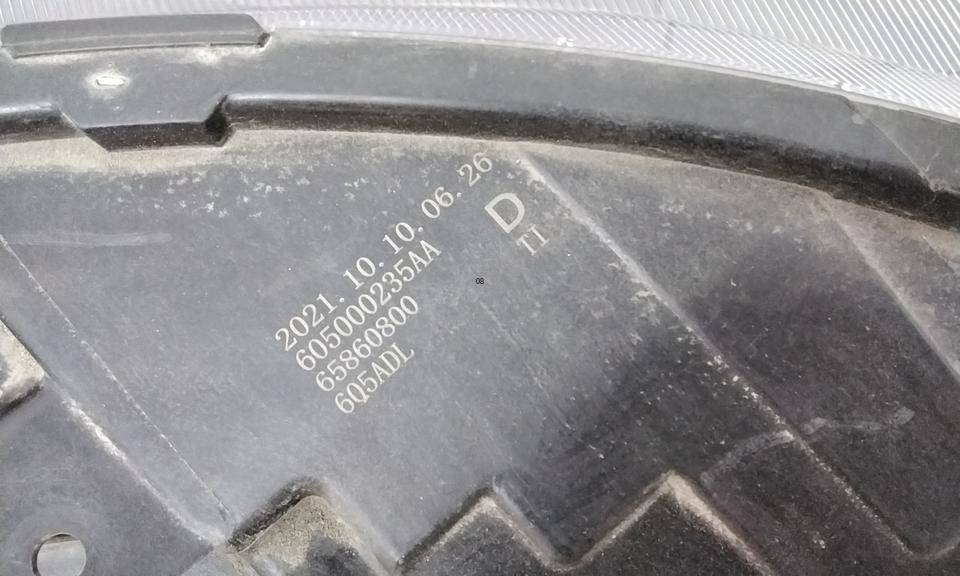 2021. 10. 10. 06. 26
605000235AA
65860800
6Q5ADL
D
TI
08